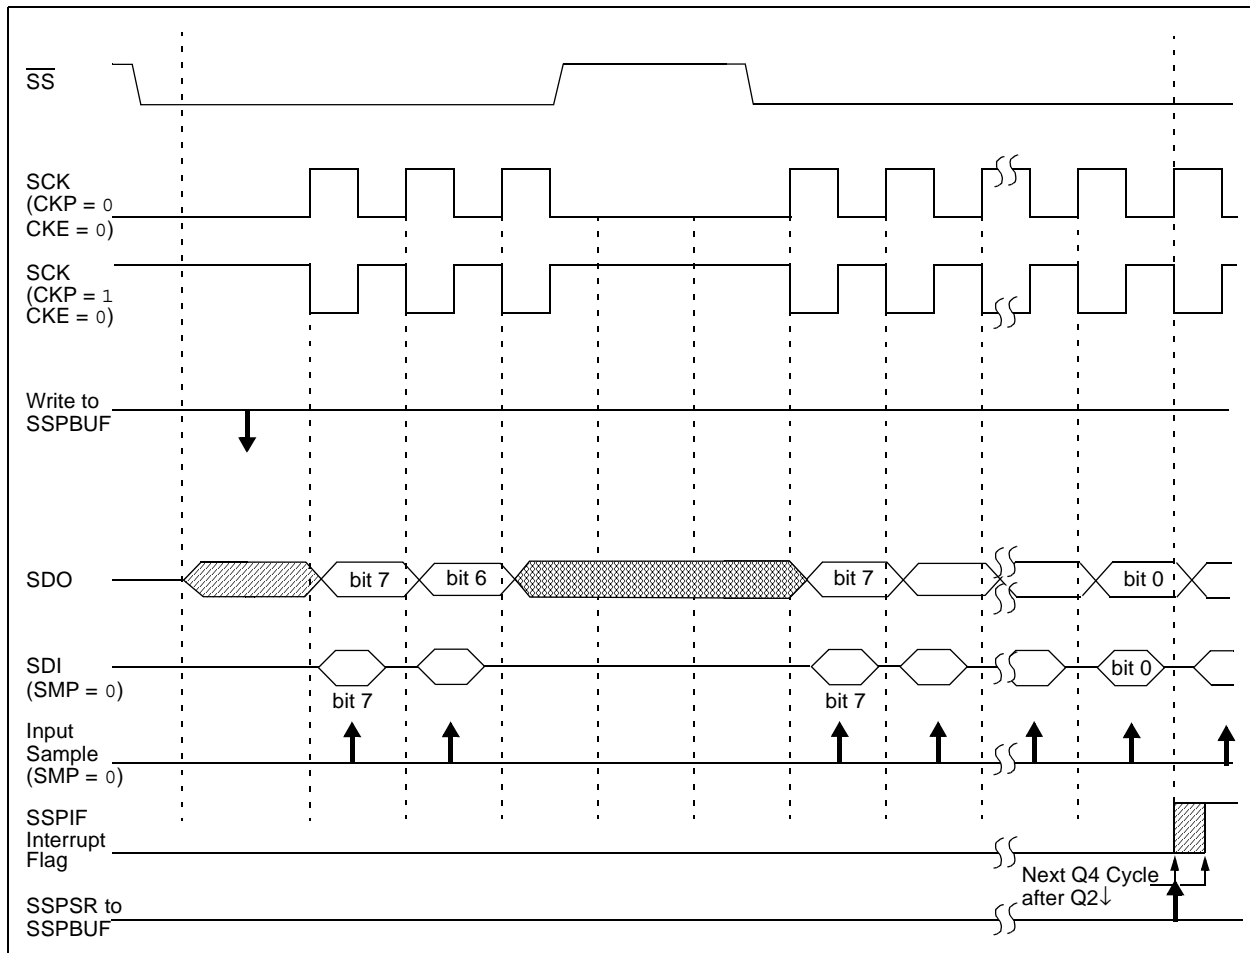 SS
SCK
(CKP = 0
CKE = 0)
SCK
(CKP = 1
CKE = 0)
Write to
SSPBUF
SDO
bit 7
bit 6
bit 7
bit 0
SDI
(SMP = 0)
bit 7
bit 7
bit 0
Input
Sample
(SMP = 0)
SSPIF
Interrupt
Flag
Next Q4 Cycle
after Q2↓
SSPSR to
SSPBUF